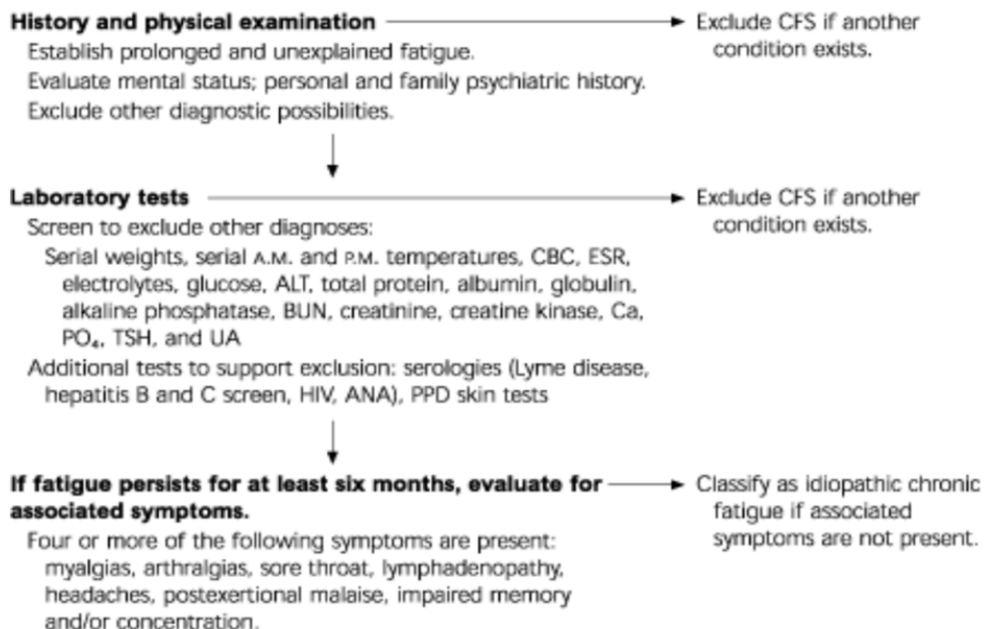 History and physical examination
Exclude CFS if another
condition exists.
Establish prolonged and unexplained fatigue.
Evaluate mental status; personal and family psychiatric history.
Exclude other diagnostic possibilities.
Laboratory tests
Exclude CFS if another
condition exists.
Screen to exclude other diagnoses:
Serial weights, serial A.M. and P.M. temperatures, CBC, ESR,
electrolytes, glucose, ALT, total protein, albumin, globulin,
alkaline phosphatase, BUN, creatinine, creatine kinase, Ca,
PO₄, TSH, and UA
Additional tests to support exclusion: serologies (Lyme disease,
hepatitis B and C screen, HIV, ANA), PPD skin tests
If fatigue persists for at least six months, evaluate for
associated symptoms.
Classify as idiopathic chronic
fatigue if associated
symptoms are not present.
Four or more of the following symptoms are present:
myalgias, arthralgias, sore throat, lymphadenopathy,
headaches, postexertional malaise, impaired memory
and/or concentration.